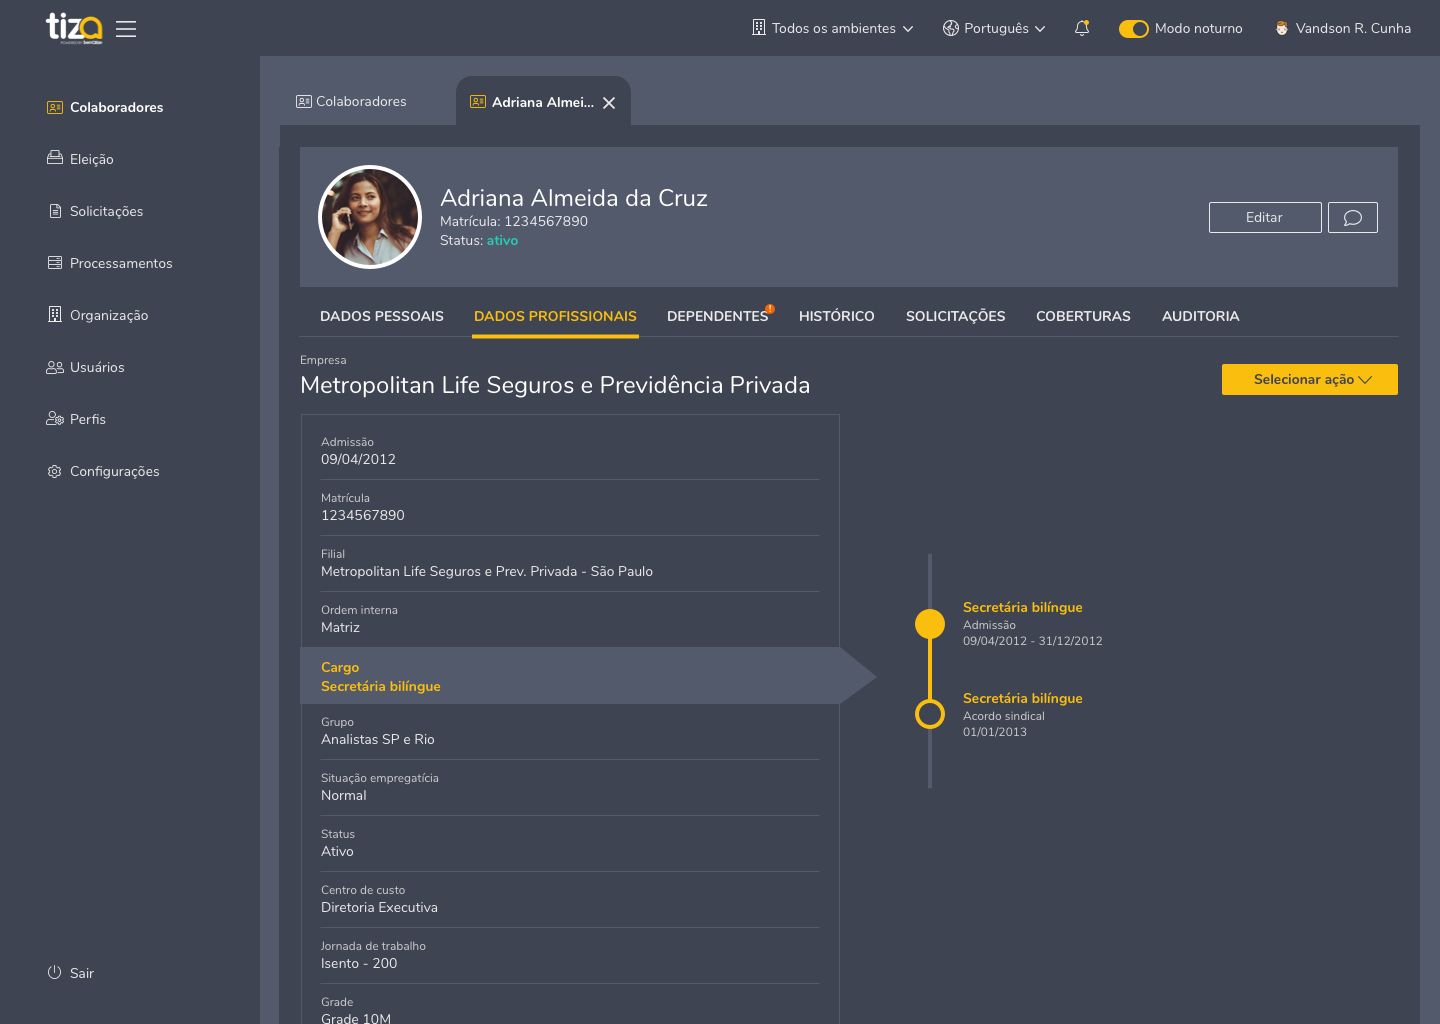 tiza
Todos os ambientes
Português
Modo noturno
Vandson R. Cunha
Colaboradores
Eleição
Solicitações
Processamentos
Organização
Usuários
Perfis
Configurações
Sair
Colaboradores
Adriana Almei...
Adriana Almeida da Cruz
Matrícula: 1234567890
Status: ativo
Editar
DADOS PESSOAIS
DADOS PROFISSIONAIS
DEPENDENTES
HISTÓRICO
SOLICITAÇÕES
COBERTURAS
AUDITORIA
Empresa
Metropolitan Life Seguros e Previdência Privada
Selecionar ação
Admissão
09/04/2012
Matrícula
1234567890
Filial
Metropolitan Life Seguros e Prev. Privada - São Paulo
Ordem interna
Matriz
Cargo
Secretária bilíngue
Grupo
Analistas SP e Rio
Situação empregatícia
Normal
Status
Ativo
Centro de custo
Diretoria Executiva
Jornada de trabalho
Isento - 200
Grade
Grade 10M
Secretária bilíngue
Admissão
09/04/2012 - 31/12/2012
Secretária bilíngue
Acordo sindical
01/01/2013